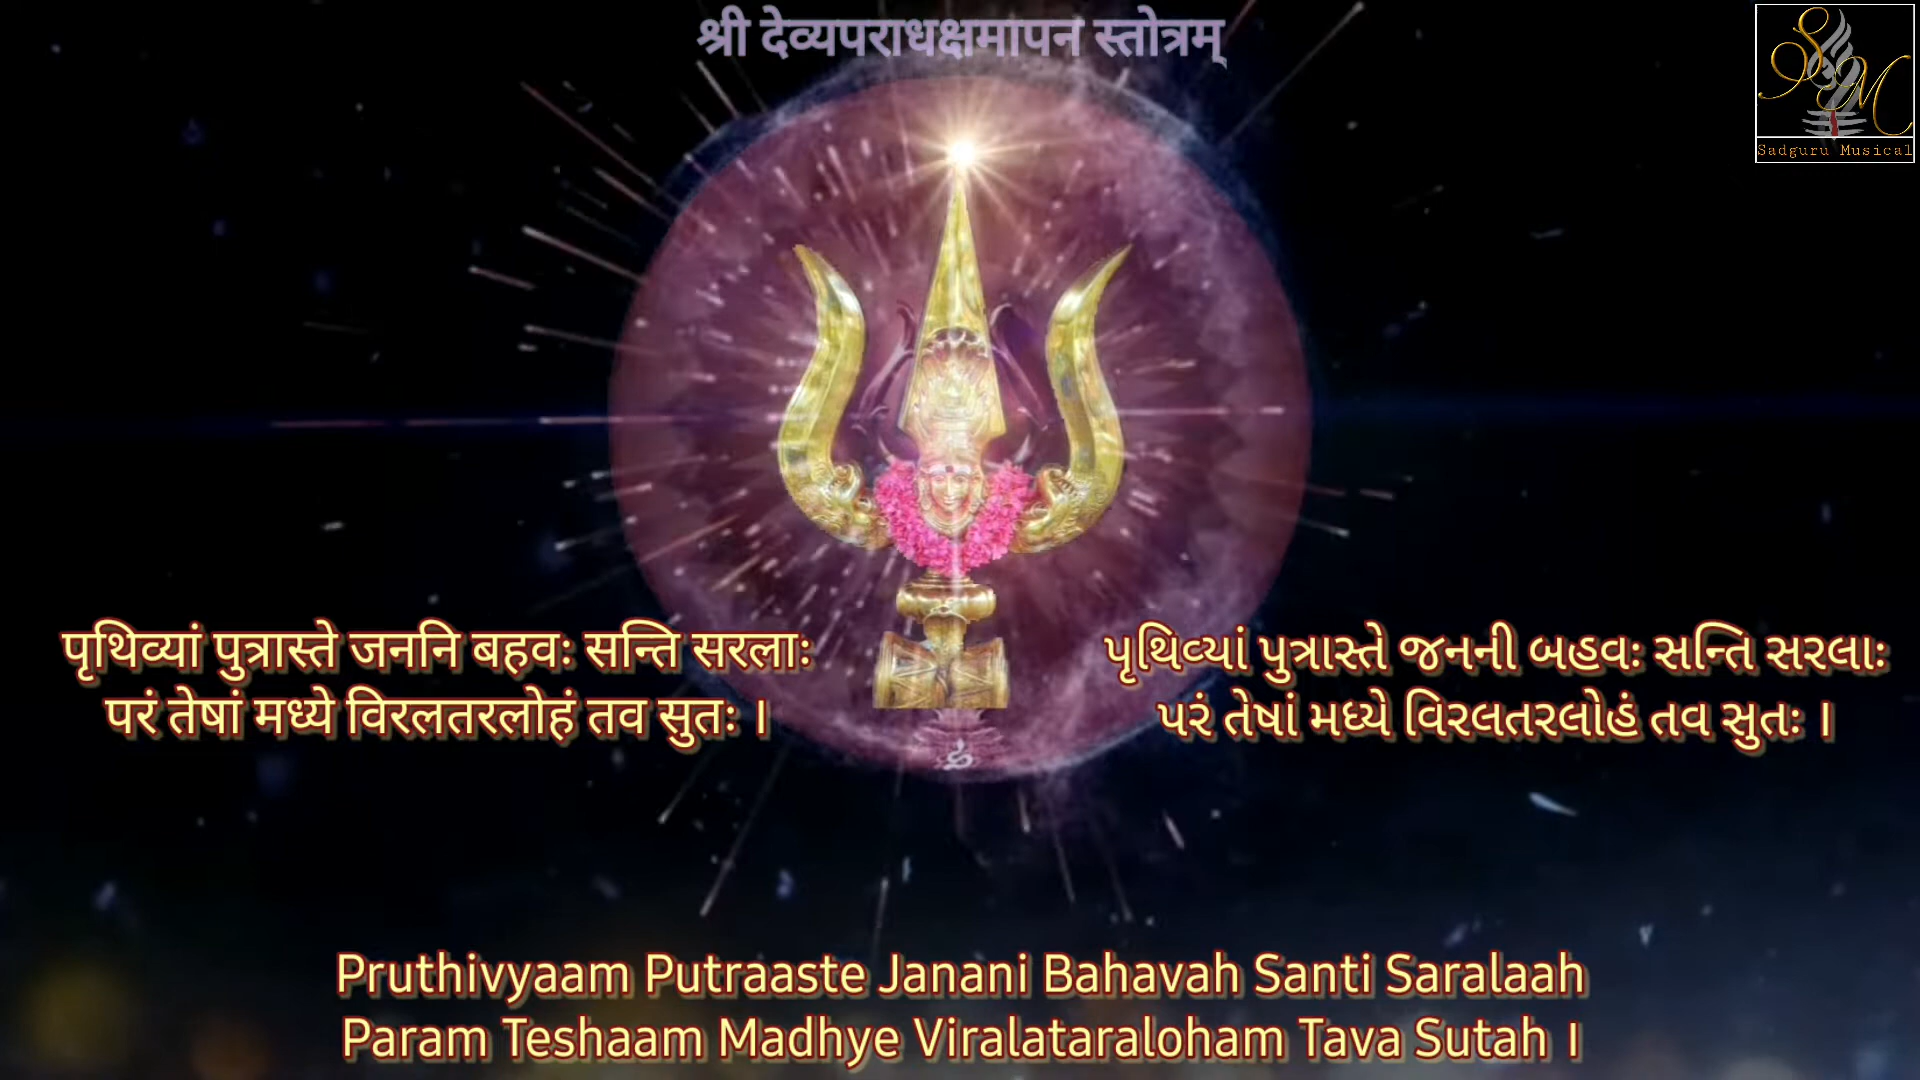 श्री देव्यपराधक्षमापन स्तोत्रम्
SM
Sadguru Musical
पृथिव्यां पुत्रास्ते जननि बहवः सन्ति सरलाः
परं तेषां मध्ये विरलतरलोहं तव सुतः ।
પૃથિવ્યાં પુત્રાસ્તે જનની બહવઃ સન્તિ સરલાઃ
પરં તેષાં મધ્યે વિરલતરલોહં તવ સુતઃ ।
Pruthivyaam Putraaste Janani Bahavah Santi Saralaah
Param Teshaam Madhye Viralataraloham Tava Sutah ।